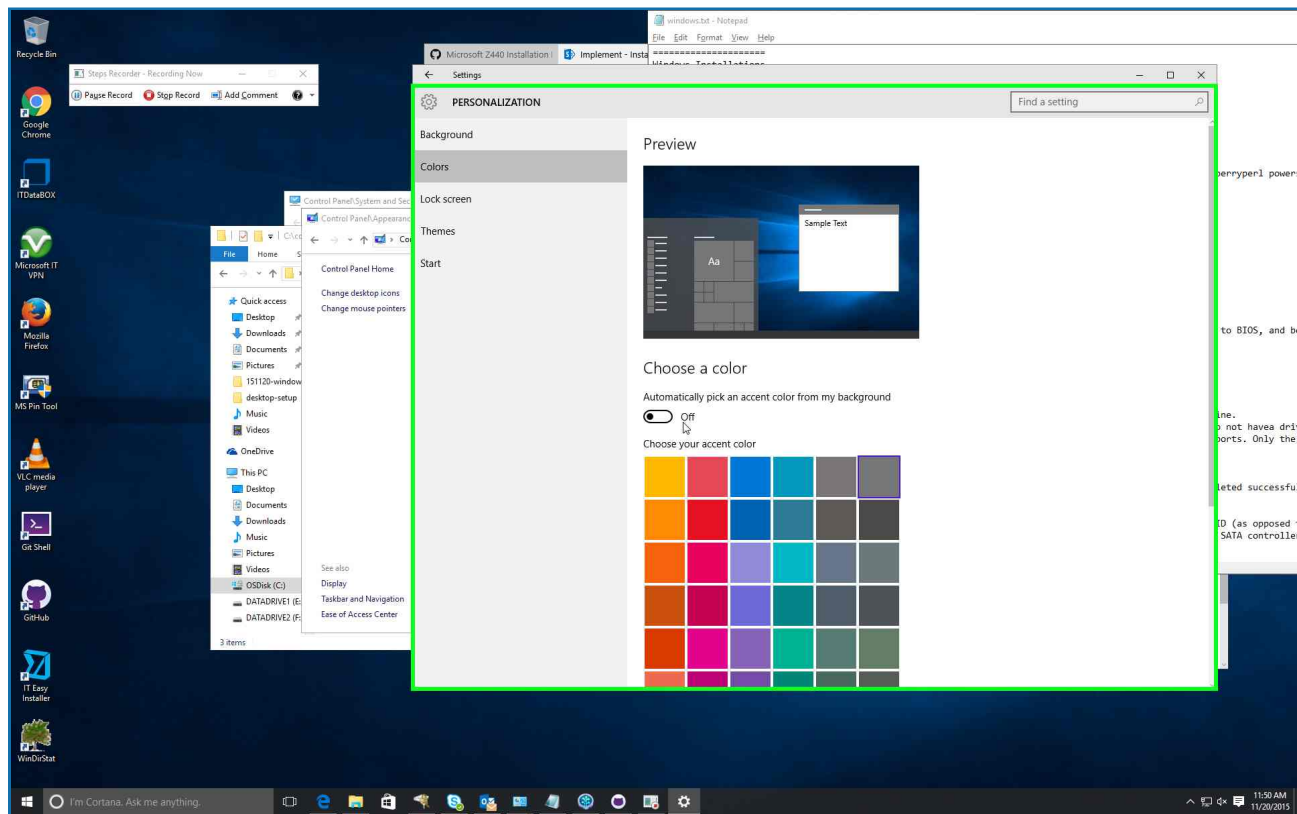 Recycle Bin
Google
Chrome
ITDataBOX
Microsoft IT
VPN
Mozilla
Firefox
MS Pin Tool
VLC media
player
Git Shell
GitHub
IT Easy
Installer
WinDirStat
Steps Recorder - Recording Now
Pause Record Stop Record Add Comment
windows.txt - Notepad
File Edit Format View Help
=====================
Windows Installations
Microsoft Z440 Installation
Implement - Insta
Control Panel\System and Sec
Control Panel\Appearanc
Control Panel Home
Change desktop icons
Change mouse pointers
See also
Display
Taskbar and Navigation
Ease of Access Center
File Home
Quick access
Desktop
Downloads
Documents
Pictures
151120-window
desktop-setup
Music
Videos
OneDrive
This PC
Desktop
Documents
Downloads
Music
Pictures
Videos
OSDisk (C:)
DATADRIVE1 (E:
DATADRIVE2 (F:
3 items
Settings
PERSONALIZATION
Find a setting
Background
Colors
Lock screen
Themes
Start
Preview
Sample Text
Aa
Choose a color
Automatically pick an accent color from my background
Off
Choose your accent color
erryperl power
to BIOS, and b
ine.
not havea dri
orts. Only the
leted successfu
ID (as opposed
SATA controlle
I'm Cortana. Ask me anything.
11:50 AM
11/20/2015